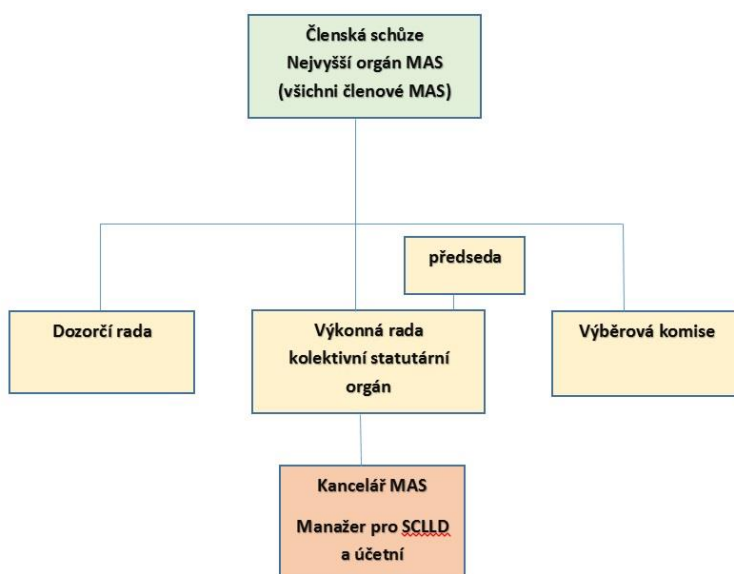 Členská schůze
Nejvyšší orgán MAS
(všichni členové MAS)
předseda
Dozorčí rada
Výkonná rada
kolektivní statutární
orgán
Výběrová komise
Kancelář MAS
Manažer pro SCLLD
a účetní